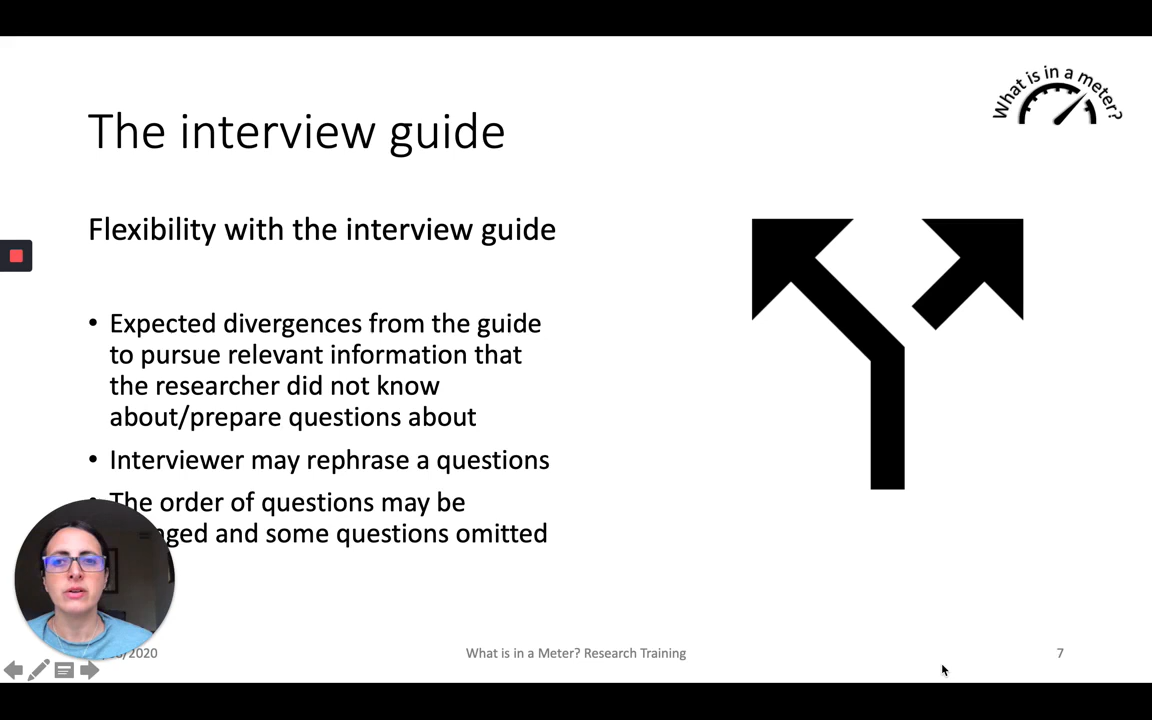 What is in a meter?
The interview guide
Flexibility with the interview guide
• Expected divergences from the guide
to pursue relevant information that
the researcher did not know
about/prepare questions about
• Interviewer may rephrase a questions
• The order of questions may be
nged and some questions omitted
/2020
What is in a Meter? Research Training
7